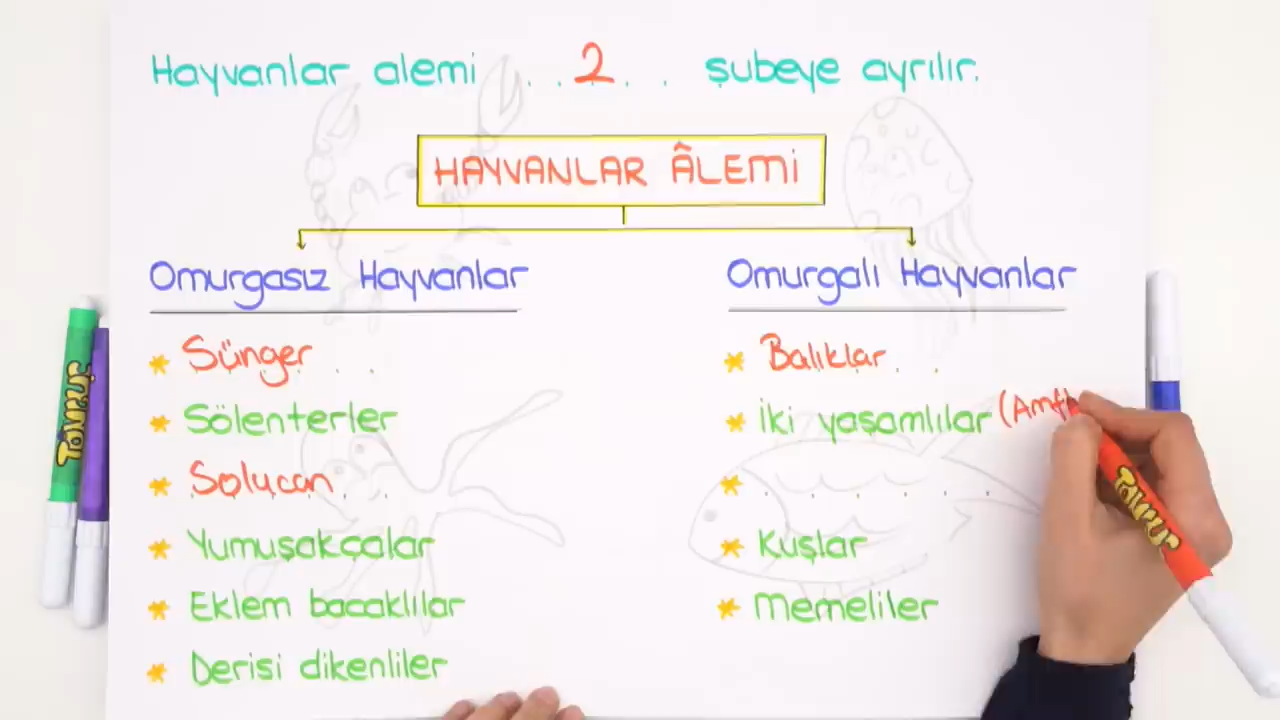 Hayvanlar alemi . . 2 . . şubeye ayrılır.
HAYVANLAR ÂLEMİ
Omurgasız Hayvanlar
* Sünger . . .
* Sölenterler
* Solucan . . .
* Yumuşakçalar
* Eklem bacaklılar
* Derisi dikenliler
Omurgalı Hayvanlar
* Balıklar . . .
* İki yaşamlılar (Amfi
* . . . . . .
* Kuşlar
* Memeliler